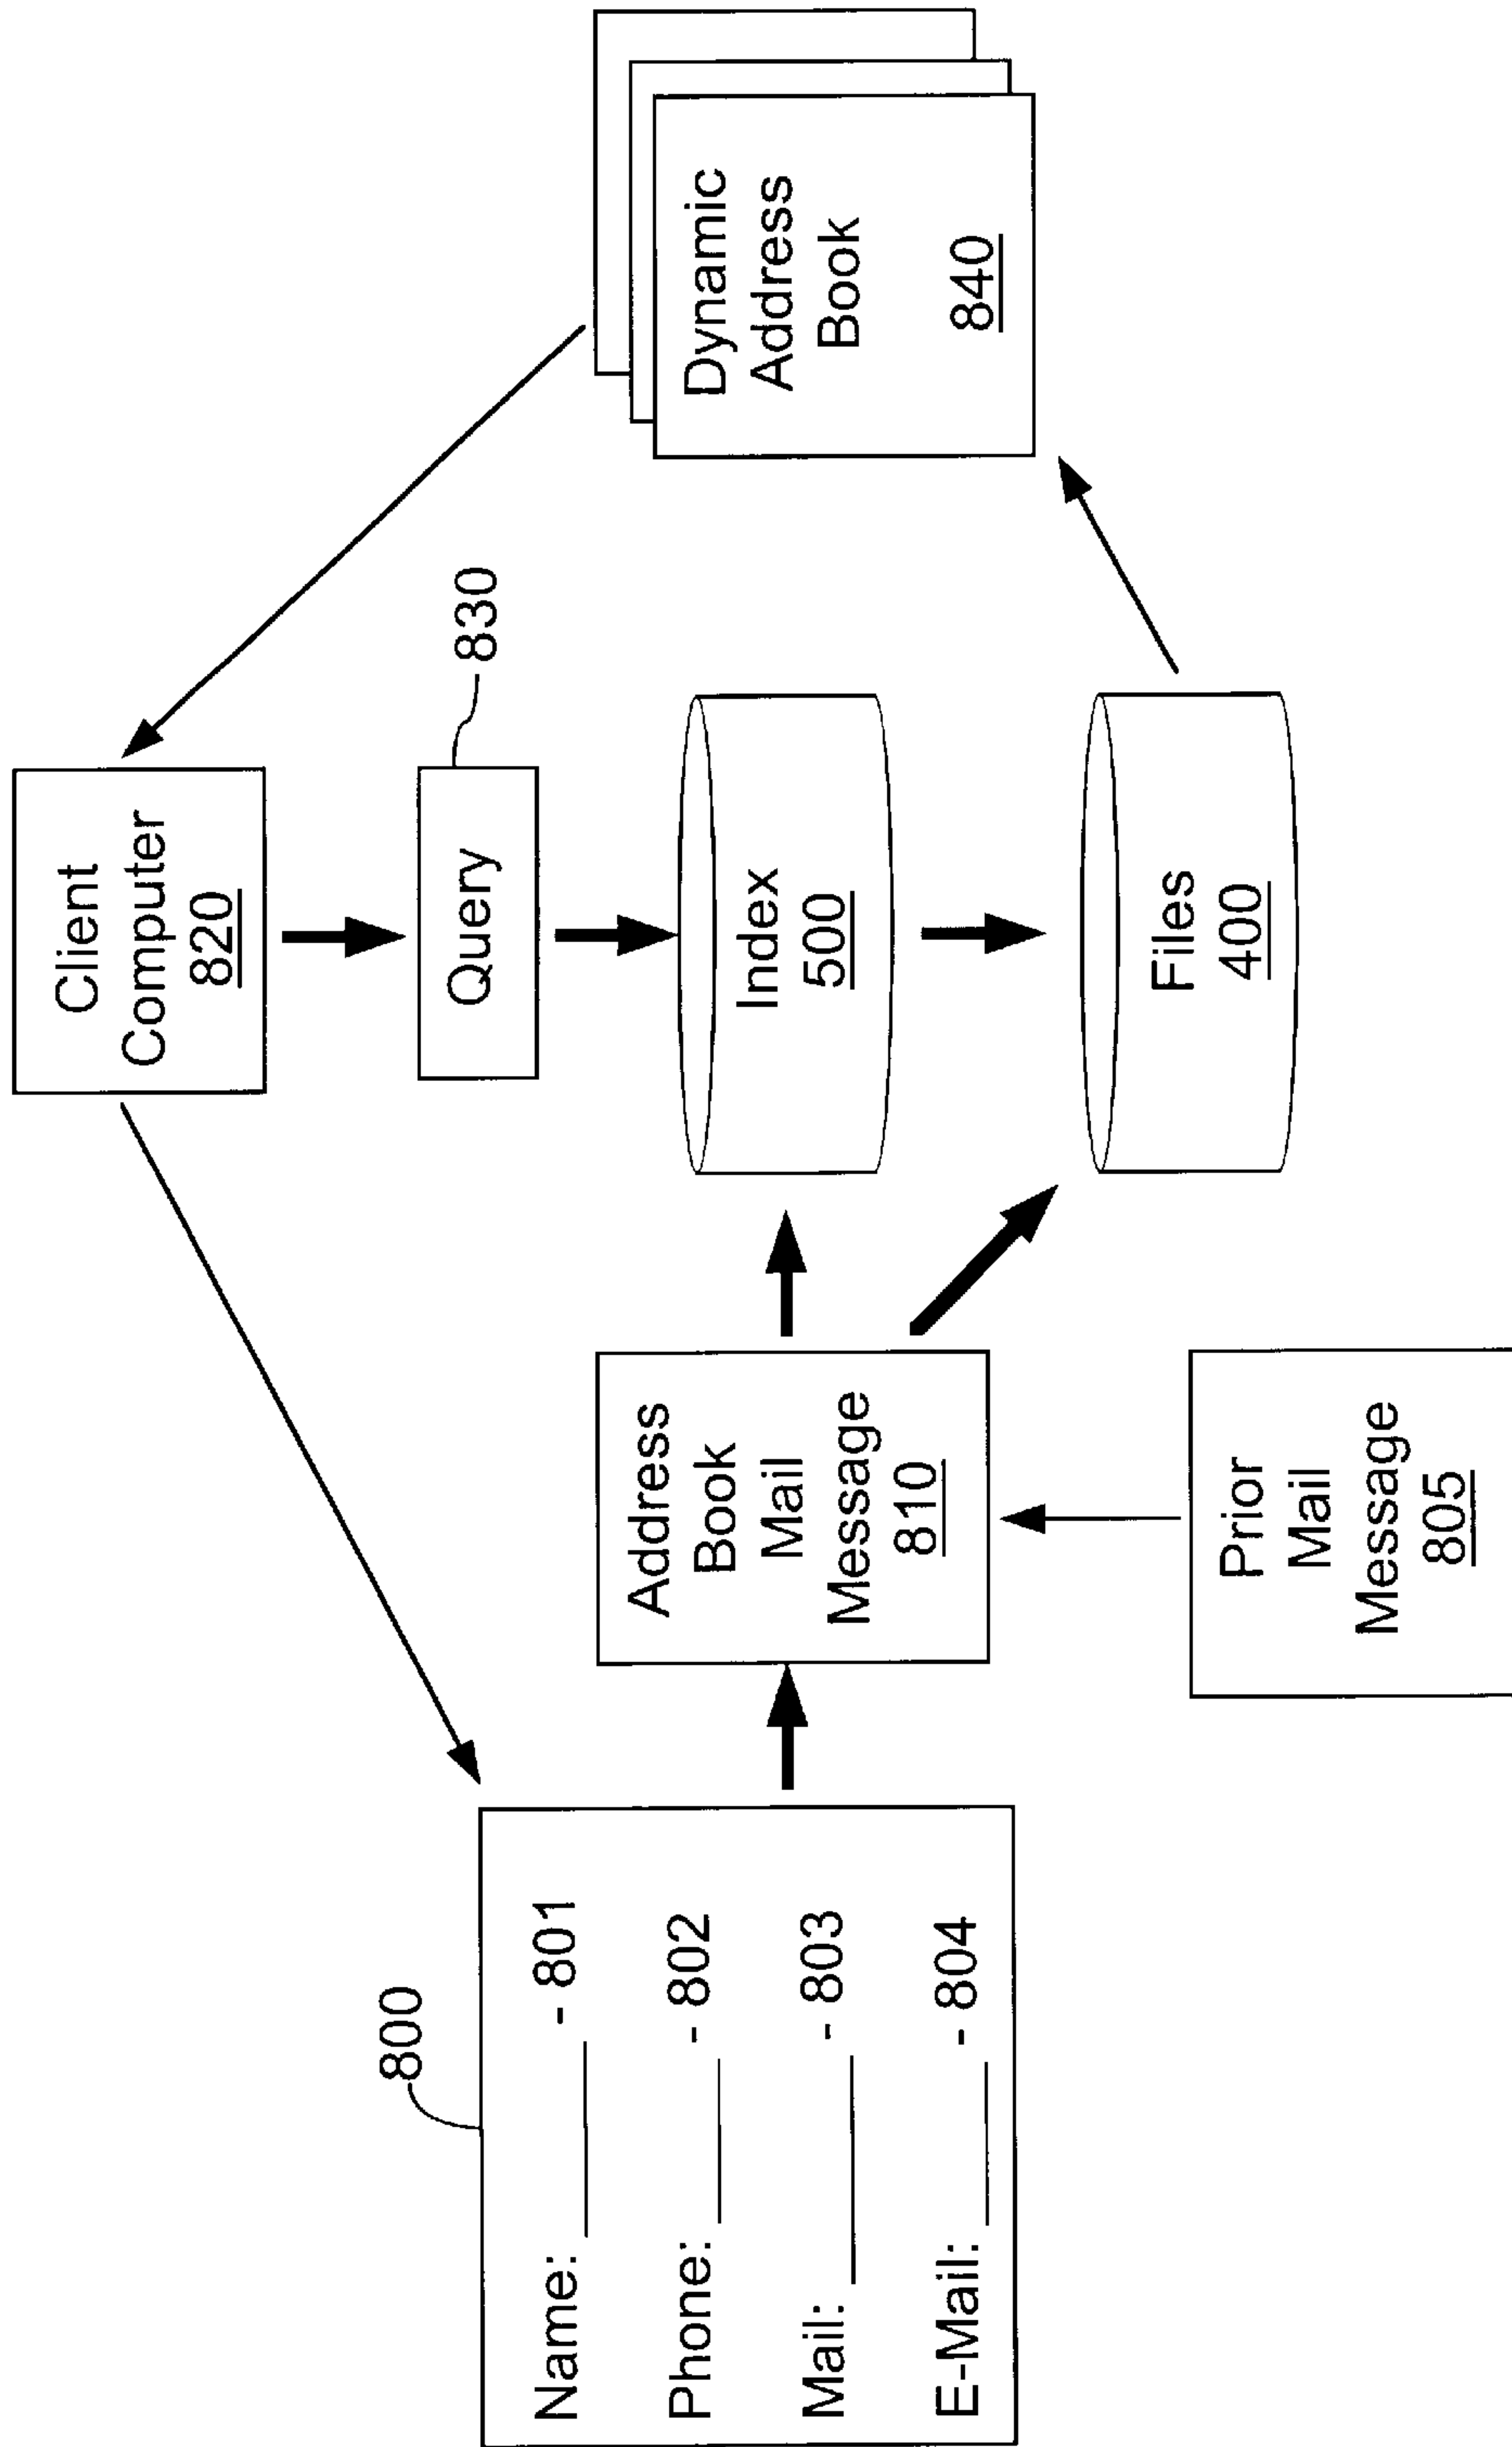 Client
Computer
820
Query
830
800
Name: - 801
Phone: - 802
Mail: - 803
E-Mail: - 804
Address
Book
Mail
Message
810
Index
500
Dynamic
Address
Book
840
Prior
Mail
Message
805
Files
400